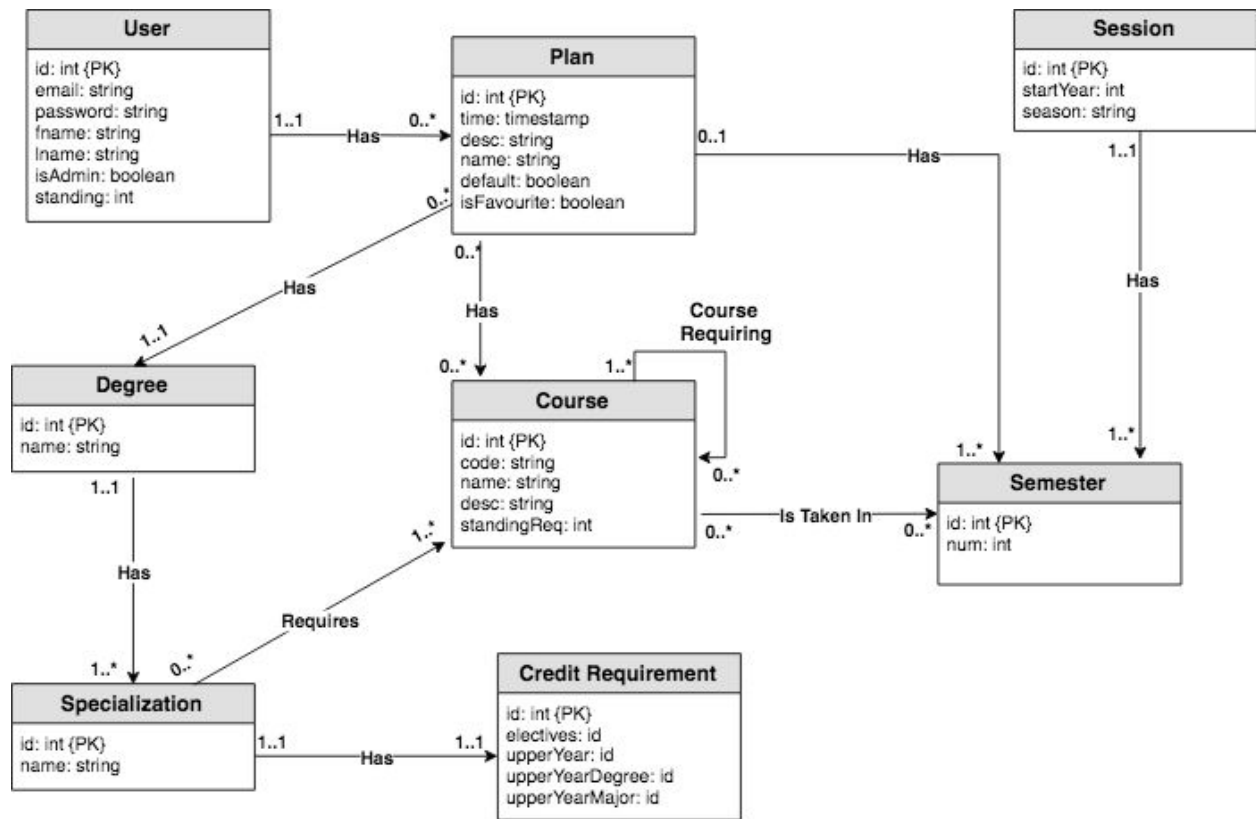 User
id: int {PK}
email: string
password: string
fname: string
lname: string
isAdmin: boolean
standing: int
1..1
Has
0..*
Plan
id: int {PK}
time: timestamp
desc: string
name: string
default: boolean
isFavourite: boolean
0..1
Has
1..*
Session
id: int {PK}
startYear: int
season: string
1..1
Has
1..*
0..*
Has
1..1
0..*
Has
0..*
Course
Requiring
1..*
0..*
Degree
id: int {PK}
name: string
1..1
Has
1..*
Course
id: int {PK}
code: string
name: string
desc: string
standingReq: int
0..*
Is Taken In
0..*
Semester
id: int {PK}
num: int
1..*
Requires
0..*
Specialization
id: int {PK}
name: string
1..1
Has
1..1
Credit Requirement
id: int {PK}
electives: id
upperYear: id
upperYearDegree: id
upperYearMajor: id